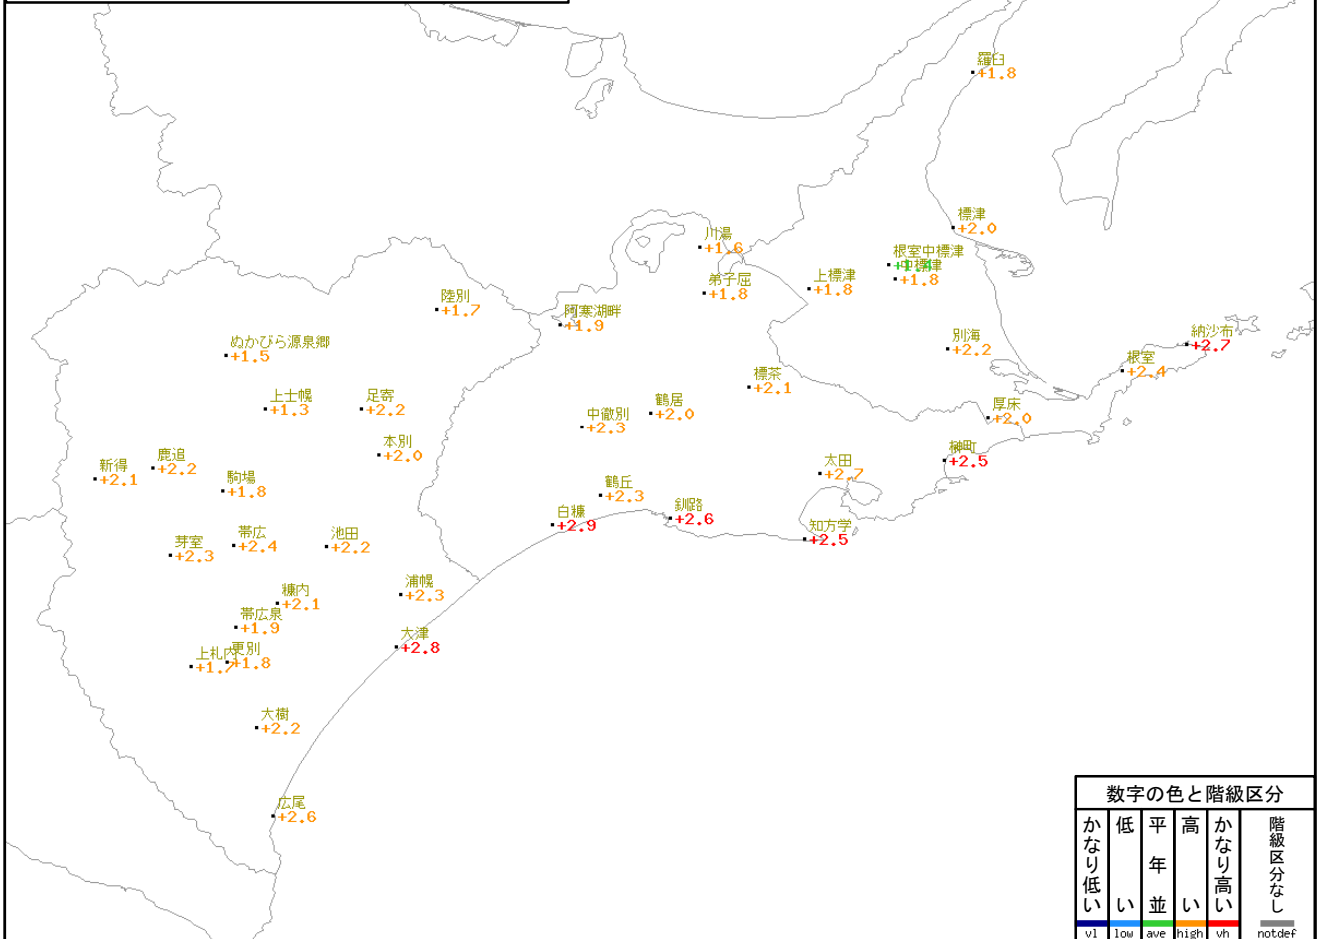 羅臼
+1.8
標津
+2.0
川湯
+1.6
根室中標津
中標津
+1.8
弟子屈
+1.8
上標津
+1.8
陸別
+1.7
阿寒湖畔
+1.9
ぬかびら源泉郷
+1.5
別海
+2.2
納沙布
+2.7
根室
+2.4
標茶
+2.1
上士幌
+1.3
足寄
+2.2
鶴居
+2.0
中徹別
+2.3
厚床
+2.0
本別
+2.0
榊町
+2.5
新得
+2.1
鹿追
+2.2
太田
+2.7
駒場
+1.8
鶴丘
+2.3
白糠
+2.9
釧路
+2.6
知方学
+2.5
芽室
+2.3
帯広
+2.4
池田
+2.2
浦幌
+2.3
糠内
+2.1
帯広泉
+1.9
大津
+2.8
上札内
+1.7
更別
+1.8
大樹
+2.2
広尾
+2.6
数字の色と階級区分
かなり低い
低い
平年並
高い
かなり高い
階級区分なし
vl low ave high vh notdef